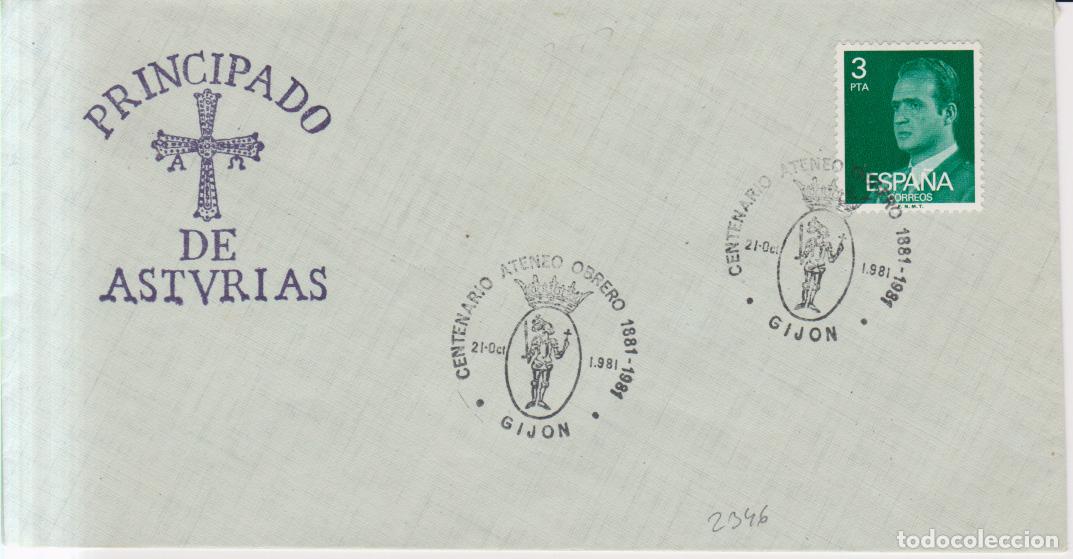 PRINCIPADO
A Ω
DE
ASTVRIAS
3
PTA
ESPAÑA
CORREOS
F.N.M.T.
CENTENARIO ATENEO OBRERO 1881-1981
21-Oct 1.981
• GIJON •
CENTENARIO ATENEO OBRERO 1881-1981
21-Oct 1.981
• GIJON •
2346
todocoleccion.net